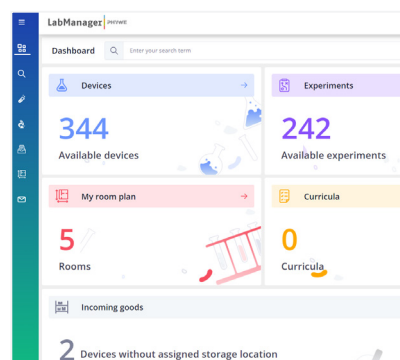 LabManager PHYWE
Dashboard
Enter your search term
Devices
344
Available devices
Experiments
242
Available experiments
My room plan
5
Rooms
Curricula
0
Curricula
Incoming goods
2 Devices without assigned storage location